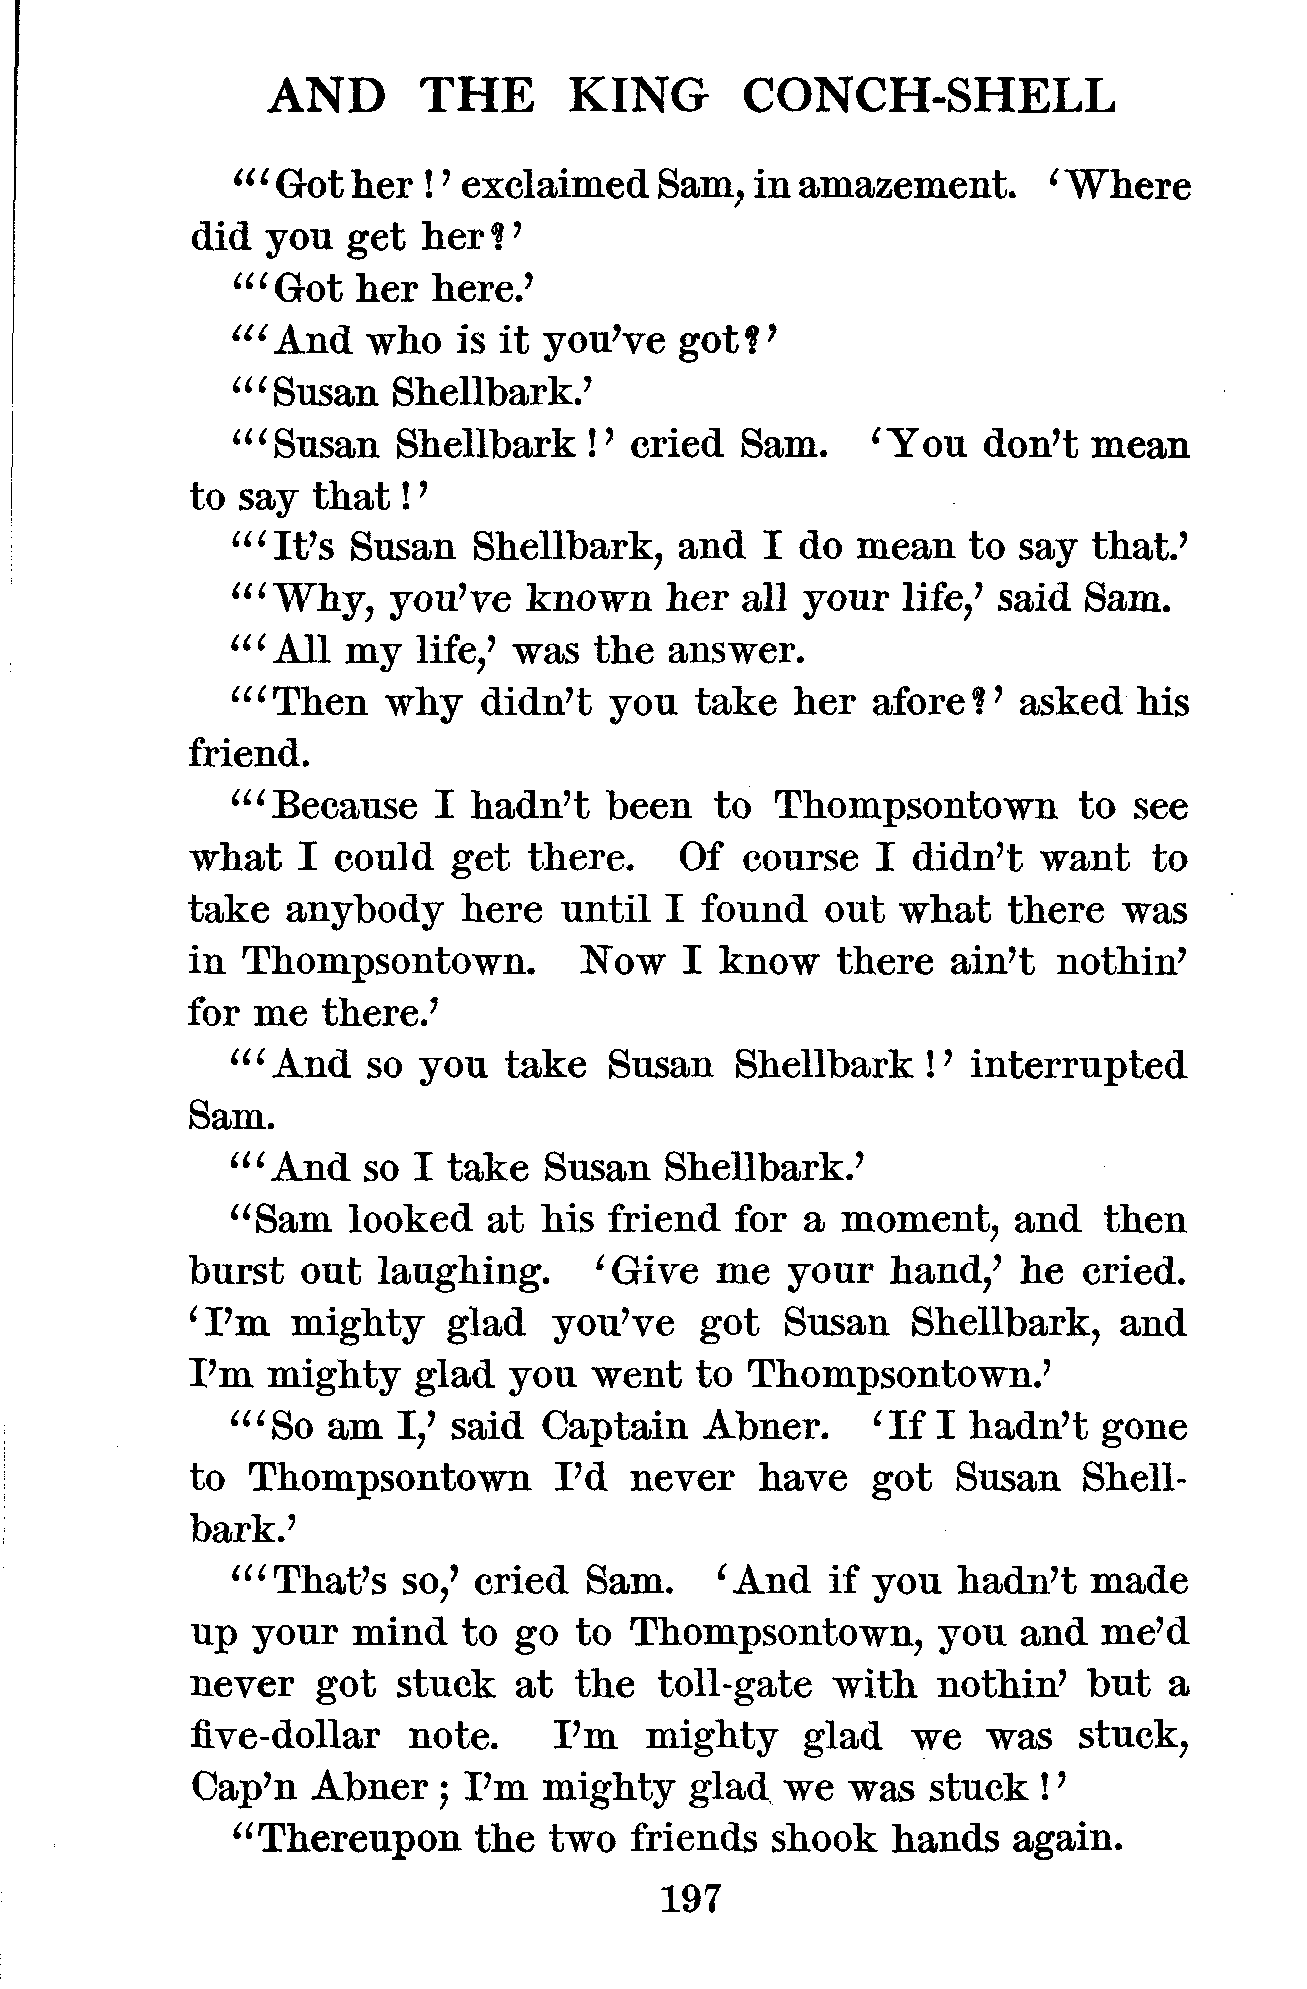 AND THE KING CONCH-SHELL
"'Got her!' exclaimed Sam, in amazement. 'Where
did you get her?'
"'Got her here.'
"'And who is it you've got?'
"'Susan Shellbark.'
"'Susan Shellbark!' cried Sam. 'You don't mean
to say that!'
"'It's Susan Shellbark, and I do mean to say that.'
"'Why, you've known her all your life,' said Sam.
"'All my life,' was the answer.
"'Then why didn't you take her afore?' asked his
friend.
"'Because I hadn't been to Thompsontown to see
what I could get there. Of course I didn't want to
take anybody here until I found out what there was
in Thompsontown. Now I know there ain't nothin'
for me there.'
"'And so you take Susan Shellbark!' interrupted
Sam.
"'And so I take Susan Shellbark.'
"Sam looked at his friend for a moment, and then
burst out laughing. 'Give me your hand,' he cried.
'I'm mighty glad you've got Susan Shellbark, and
I'm mighty glad you went to Thompsontown.'
"'So am I,' said Captain Abner. 'If I hadn't gone
to Thompsontown I'd never have got Susan Shell-
bark.'
"'That's so,' cried Sam. 'And if you hadn't made
up your mind to go to Thompsontown, you and me'd
never got stuck at the toll-gate with nothin' but a
five-dollar note. I'm mighty glad we was stuck,
Cap'n Abner; I'm mighty glad we was stuck!'
"Thereupon the two friends shook hands again.
197